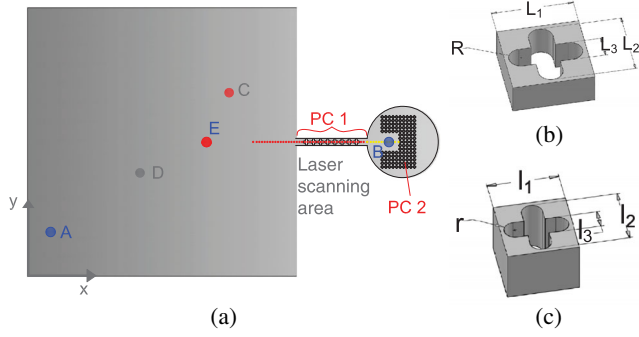 C
PC 1
E
B
Laser
scanning
area
D
PC 2
y
A
x
(a)
L1
R
L3
L2
(b)
l1
r
l3
l2
(c)